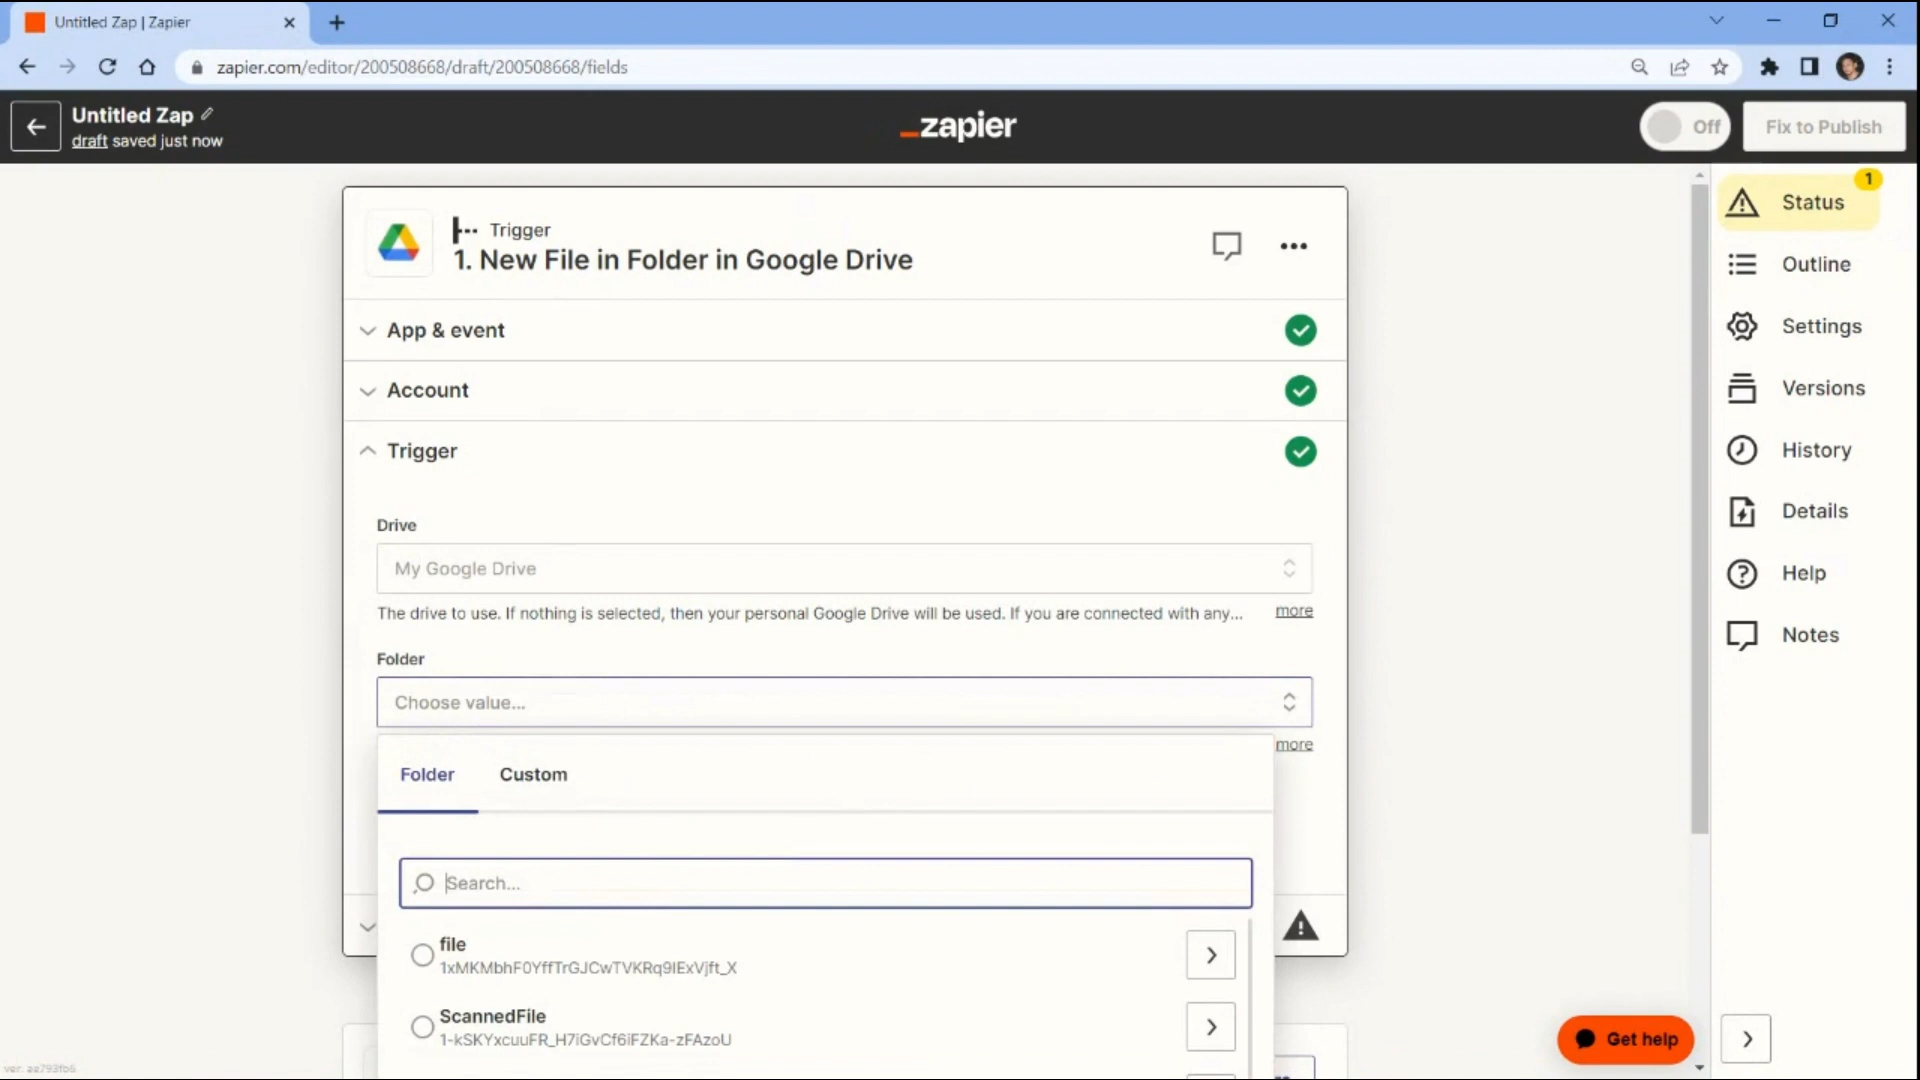 Untitled Zap | Zapier
zapier.com/editor/200508668/draft/200508668/fields
Untitled Zap
draft saved just now
_zapier
Off
Fix to Publish
1
Status
Trigger
1. New File in Folder in Google Drive
Outline
App & event
Settings
Account
Versions
Trigger
History
Details
Drive
My Google Drive
Help
The drive to use. If nothing is selected, then your personal Google Drive will be used. If you are connected with any... more
Notes
Folder
Choose value...
more
Folder Custom
Search...
file
1xMKMbhF0YffTrGJCwTVKRq9IExVjft_X
ScannedFile
1-kSKYxcuuFR_H7iGvCf6iFZKa-zFAzoU
Get help
ver. ae793fb6